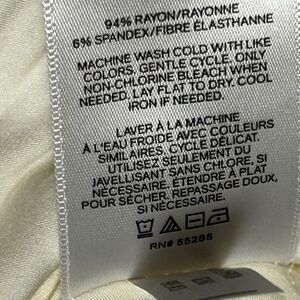 94% RAYON/RAYONNE
6% SPANDEX/FIBRE ÉLASTHANNE
MACHINE WASH COLD WITH LIKE
COLORS, GENTLE CYCLE. ONLY
NON-CHLORINE BLEACH WHEN
NEEDED. LAY FLAT TO DRY. COOL
IRON IF NEEDED.
LAVER À LA MACHINE
À L'EAU FROIDE AVEC COULEURS
SIMILAIRES, CYCLE DÉLICAT.
UTILISEZ SEULEMENT DU
JAVELLISANT SANS CHLORE, SI
NÉCESSAIRE. ÉTENDRE À PLAT
POUR SÉCHER. REPASSAGE DOUX,
SI NÉCESSAIRE.
RN# 55285